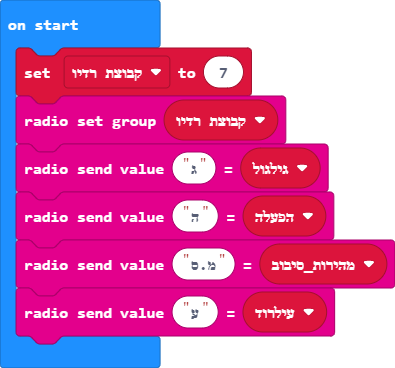 on start
set קבוצת רדיו to 7
radio set group קבוצת רדיו
radio send value "ג" = גילגול
radio send value "ה" = הפעלה
radio send value "מ.ס" = מהירות_סיבוב
radio send value "ע" = עילרוד